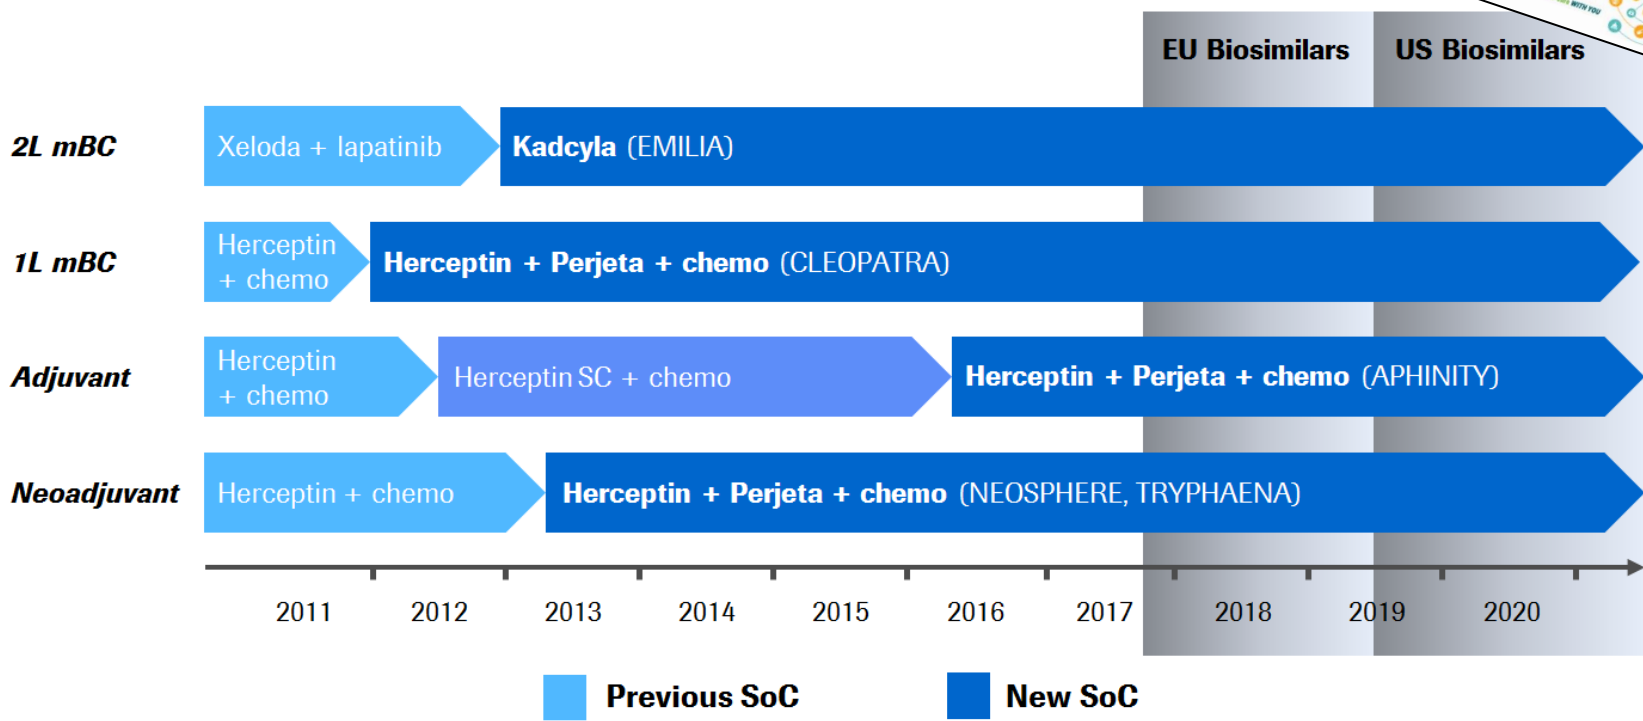 WITH YOU
EU Biosimilars
US Biosimilars
2L mBC
Xeloda + lapatinib
Kadcyla (EMILIA)
1L mBC
Herceptin
+ chemo
Herceptin + Perjeta + chemo (CLEOPATRA)
Adjuvant
Herceptin
+ chemo
Herceptin SC + chemo
Herceptin + Perjeta + chemo (APHINITY)
Neoadjuvant
Herceptin + chemo
Herceptin + Perjeta + chemo (NEOSPHERE, TRYPHAENA)
2011
2012
2013
2014
2015
2016
2017
2018
2019
2020
Previous SoC
New SoC